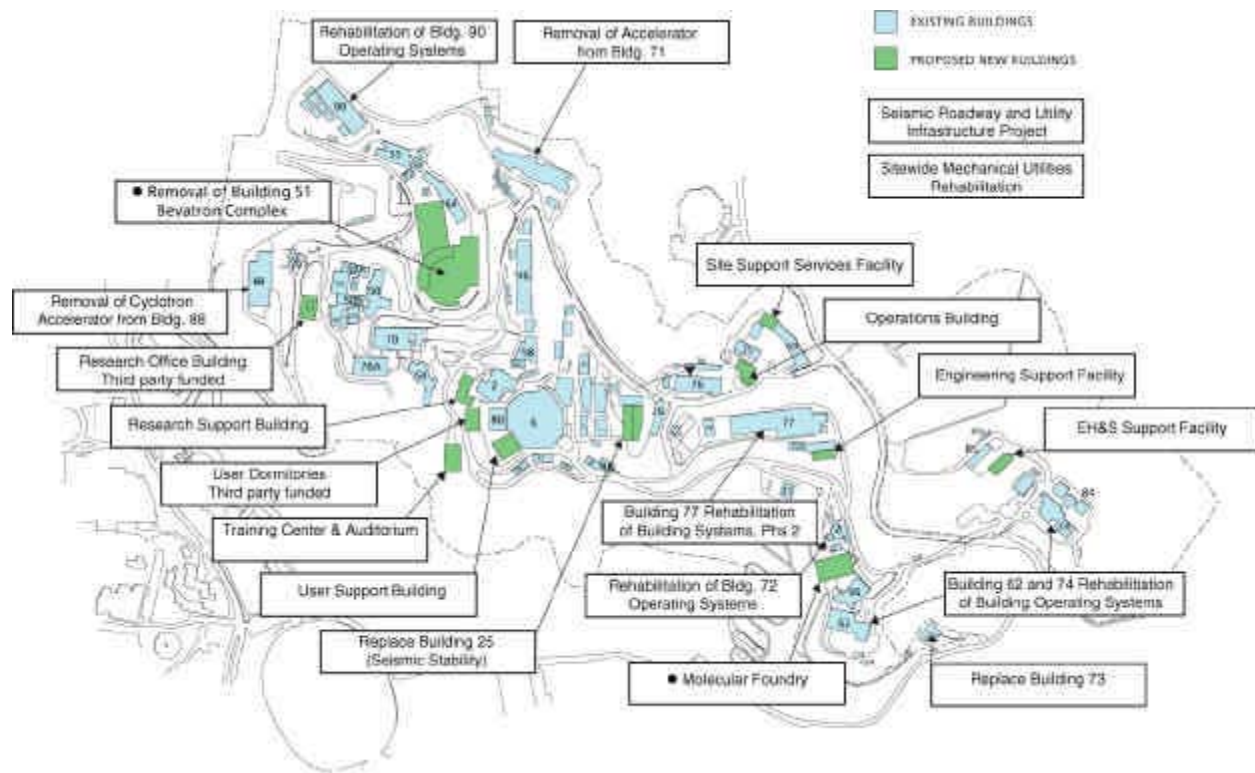 Rehabilitation of Bldg. 90
Operating Systems
Removal of Accelerator
from Bldg. 71
EXISTING BUILDINGS
PROPOSED NEW BUILDINGS
Seismic Roadway and Utility
Infrastructure Project
Sitewide Mechanical Utilities
Rehabilitation
● Removal of Building 51
Bevatron Complex
Site Support Services Facility
Removal of Cyclotron
Accelerator from Bldg. 88
Operations Building
Research Office Building
Third party funded
Engineering Support Facility
Research Support Building
EH&S Support Facility
User Dormitories
Third party funded
Training Center & Auditorium
Building 77 Rehabilitation
of Building Systems, Phs 2
User Support Building
Rehabilitation of Bldg. 72
Operating Systems
Building 62 and 74 Rehabilitation
of Building Operating Systems
Replace Building 25
(Seismic Stability)
● Molecular Foundry
Replace Building 73
90
88
70
70A
2
80
6
77
76
84